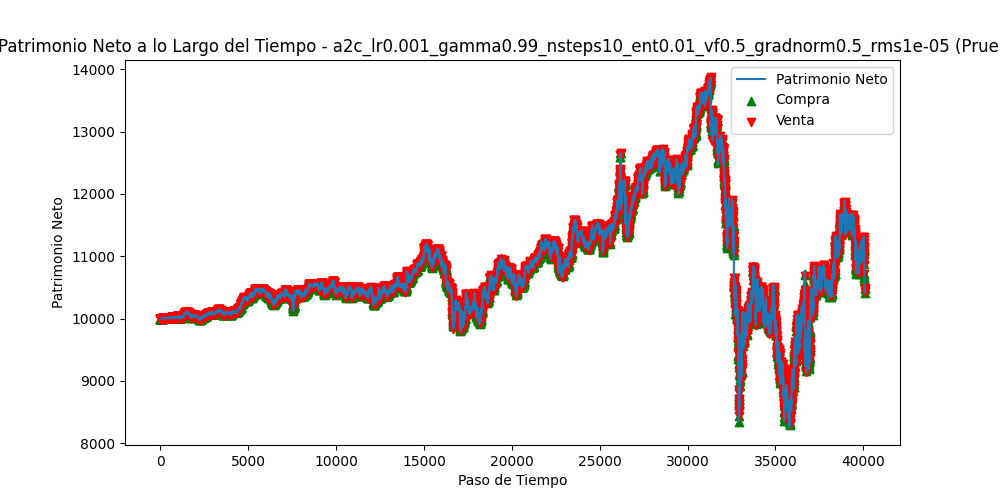 Patrimonio Neto a lo Largo del Tiempo - a2c_lr0.001_gamma0.99_nsteps10_ent0.01_vf0.5_gradnorm0.5_rms1e-05 (Prue
14000
13000
12000
11000
10000
9000
8000
Patrimonio Neto
Patrimonio Neto
Compra
Venta
0 5000 10000 15000 20000 25000 30000 35000 40000
Paso de Tiempo